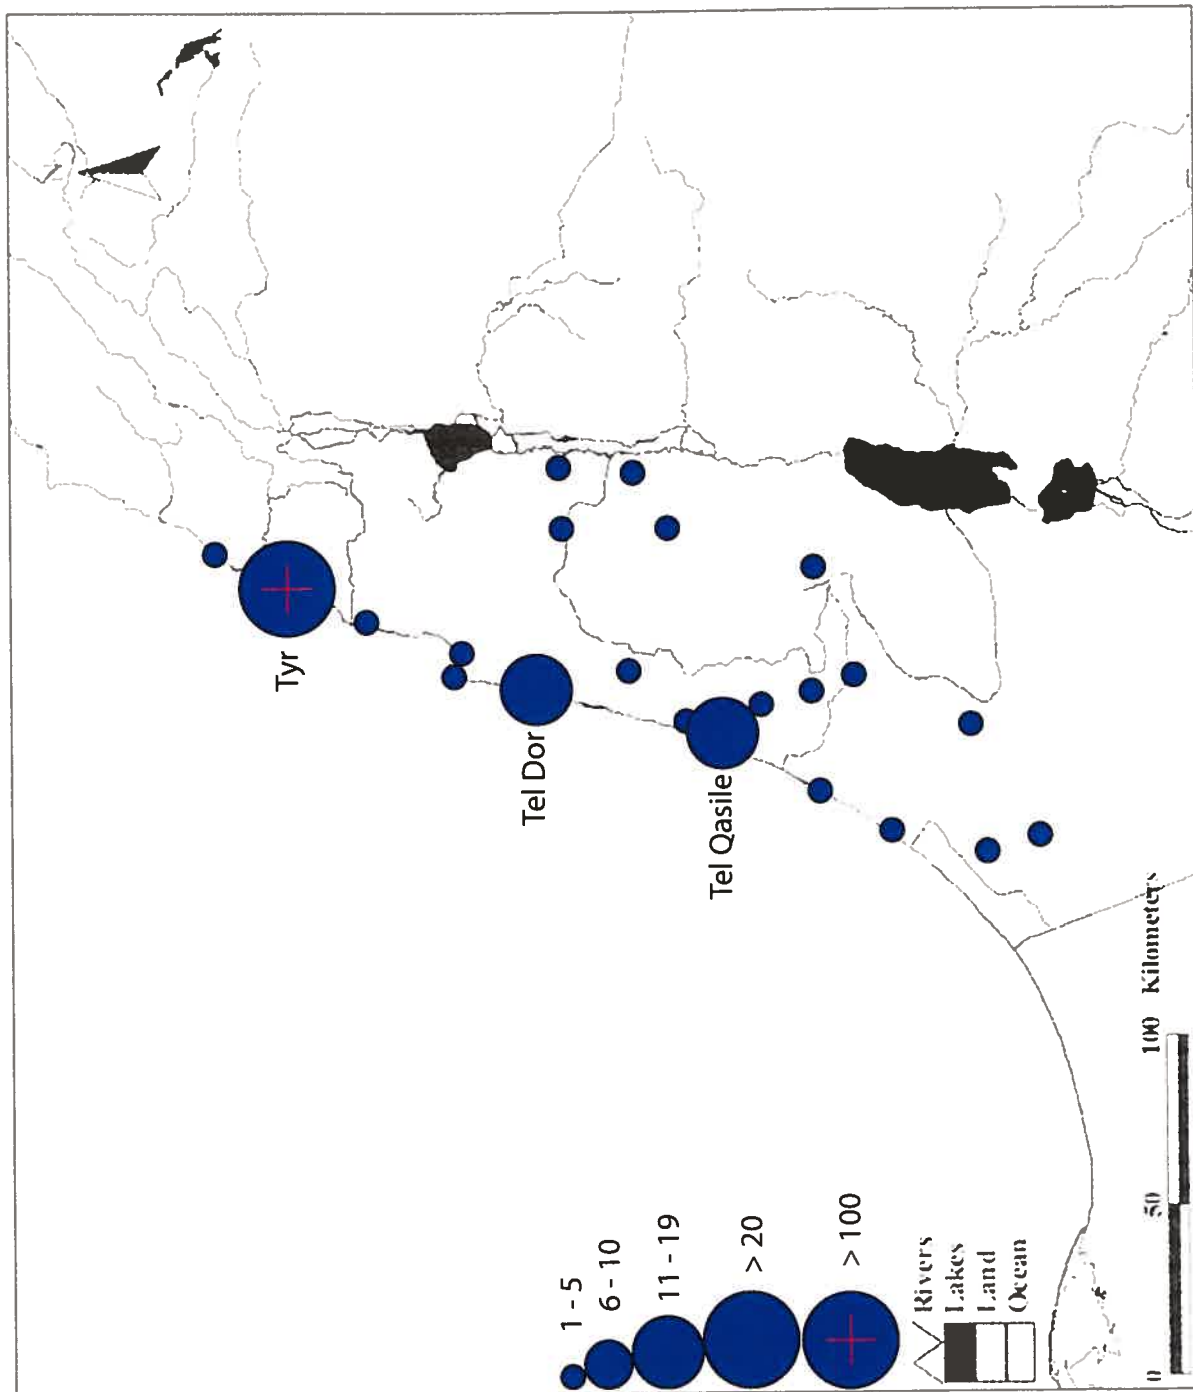 Tyr
Tel Dor
Tel Qasile
1 - 5
6 - 10
11 - 19
> 20
> 100
Rivers
Lakes
Land
Ocean
0 50 100 Kilometers